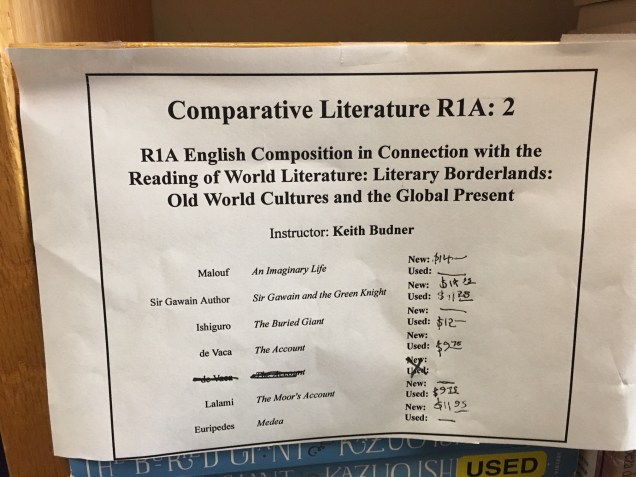 Comparative Literature R1A: 2
R1A English Composition in Connection with the
Reading of World Literature: Literary Borderlands:
Old World Cultures and the Global Present
Instructor: Keith Budner
Malouf An Imaginary Life New: $14—
Used: —
Sir Gawain Author Sir Gawain and the Green Knight New:
Used: $11 25
Ishiguro The Buried Giant New: —
Used: $12—
de Vaca The Account New:
Used: $9.75
de Vaca The Account New:
Used:
Lalami The Moor's Account New: —
Used:
Euripedes Medea New: $11.95
Used: —
KAZUO ISH
USED